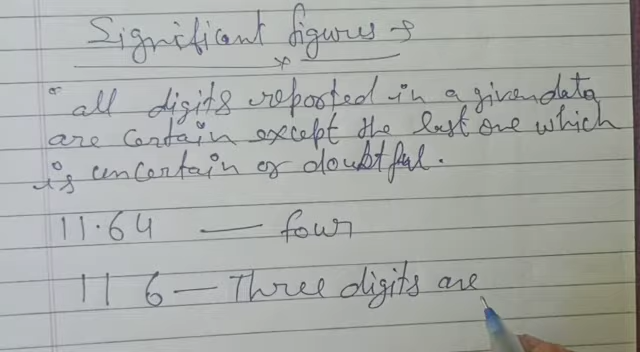 Significant figures →
" all digits reported in a given data
are certain except the last one which
is uncertain or doubtful.
11.64 — four
11 6 — Three digits are